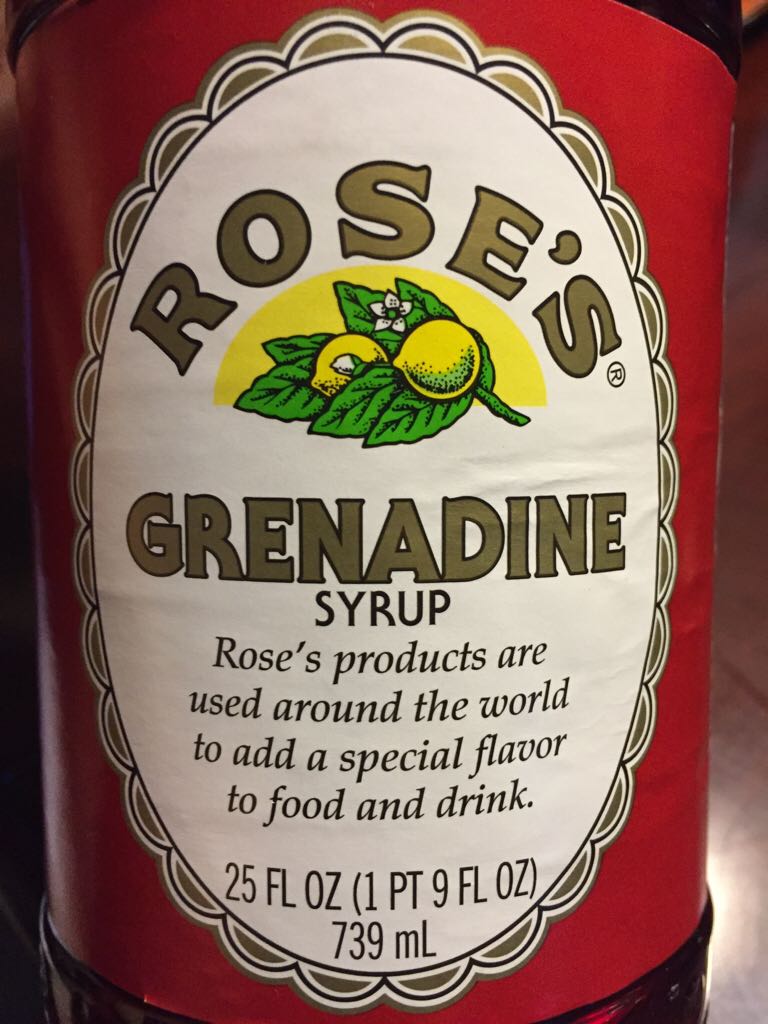 ROSE'S®
GRENADINE
SYRUP
Rose's products are
used around the world
to add a special flavor
to food and drink.
25 FL OZ (1 PT 9 FL OZ)
739 mL